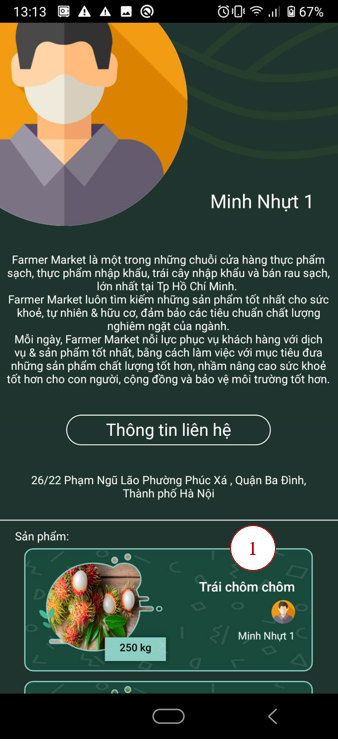 13:13
67%
Minh Nhựt 1
Farmer Market là một trong những chuỗi cửa hàng thực phẩm
sạch, thực phẩm nhập khẩu, trái cây nhập khẩu và bán rau sạch,
lớn nhất tại Tp Hồ Chí Minh.
Farmer Market luôn tìm kiếm những sản phẩm tốt nhất cho sức
khoẻ, tự nhiên & hữu cơ, đảm bảo các tiêu chuẩn chất lượng
nghiêm ngặt của ngành.
Mỗi ngày, Farmer Market nỗi lực phục vụ khách hàng với dịch
vụ & sản phẩm tốt nhất, bằng cách làm việc với mục tiêu đưa
những sản phẩm chất lượng tốt hơn, nhằm nâng cao sức khoẻ
tốt hơn cho con người, cộng đồng và bảo vệ môi trường tốt hơn.
Thông tin liên hệ
26/22 Phạm Ngũ Lão Phường Phúc Xá , Quận Ba Đình,
Thành phố Hà Nội
Sản phẩm:
1
Trái chôm chôm
Minh Nhựt 1
250 kg